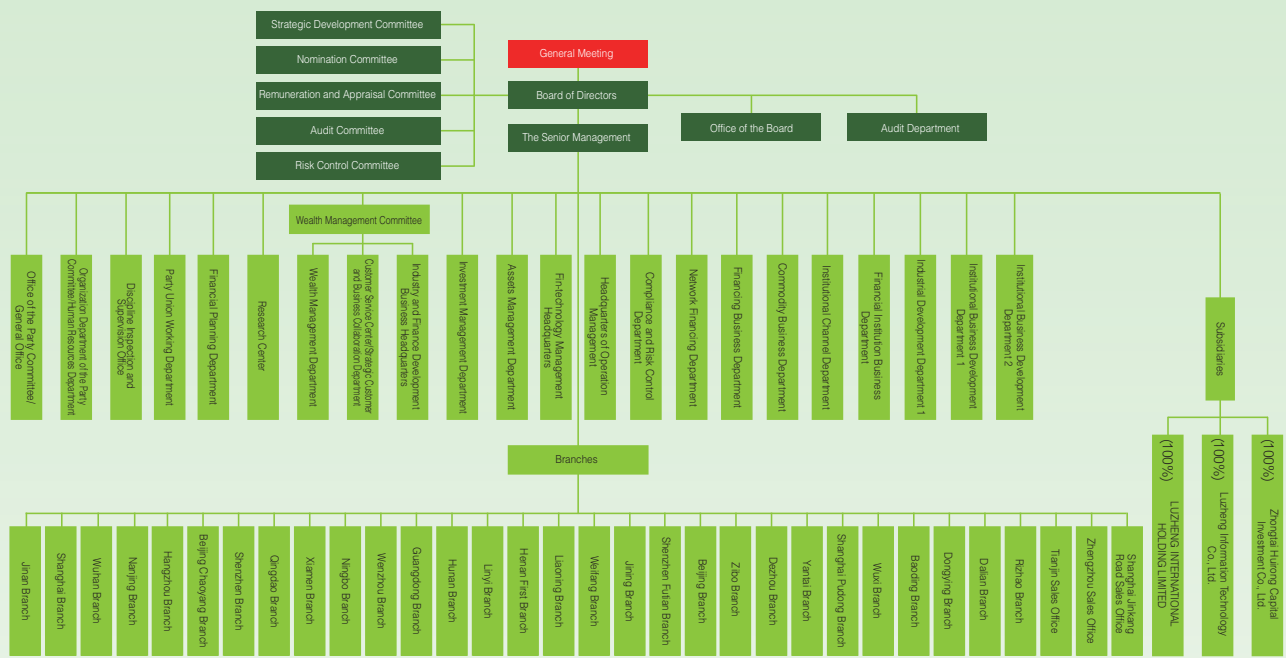 Strategic Development Committee
Nomination Committee
Remuneration and Appraisal Committee
Audit Committee
Risk Control Committee
General Meeting
Board of Directors
The Senior Management
Office of the Board
Audit Department
Wealth Management Committee
Office of the Party Committee/
General Office
Organization Department of the Party
Committee/Human Resources Department
Discipline Inspection and
Supervision Office
Party Union Working Department
Financial Planning Department
Research Center
Wealth Management Department
Customer Service Center/Strategic Customer
and Business Collaboration Department
Industry and Finance Development
Business Headquarters
Investment Management Department
Assets Management Department
Fin-technology Management
Headquarters
Headquarters of Operation
Management
Compliance and Risk Control
Department
Network Financing Department
Financing Business Department
Commodity Business Department
Institutional Channel Department
Financial Institution Business
Department
Industrial Development Department 1
Institutional Business Development
Department 1
Institutional Business Development
Department 2
Subsidiaries
(100%) LUZHENG INTERNATIONAL
HOLDING LIMITED
(100%) Luzheng Information Technology
Co., Ltd.
(100%) Zhongtai Huirong Capital
Investment Co., Ltd.
Branches
Jinan Branch
Shanghai Branch
Wuhan Branch
Nanjing Branch
Hangzhou Branch
Beijing Chaoyang Branch
Shenzhen Branch
Qingdao Branch
Xiamen Branch
Ningbo Branch
Wenzhou Branch
Guangdong Branch
Hunan Branch
Linyi Branch
Henan First Branch
Liaoning Branch
Weifang Branch
Jining Branch
Shenzhen Futian Branch
Beijing Branch
Zibo Branch
Dezhou Branch
Yantai Branch
Shanghai Pudong Branch
Wuxi Branch
Baoding Branch
Dongying Branch
Dalian Branch
Rizhao Branch
Tianjin Sales Office
Zhengzhou Sales Office
Shanghai Jinkang
Road Sales Office